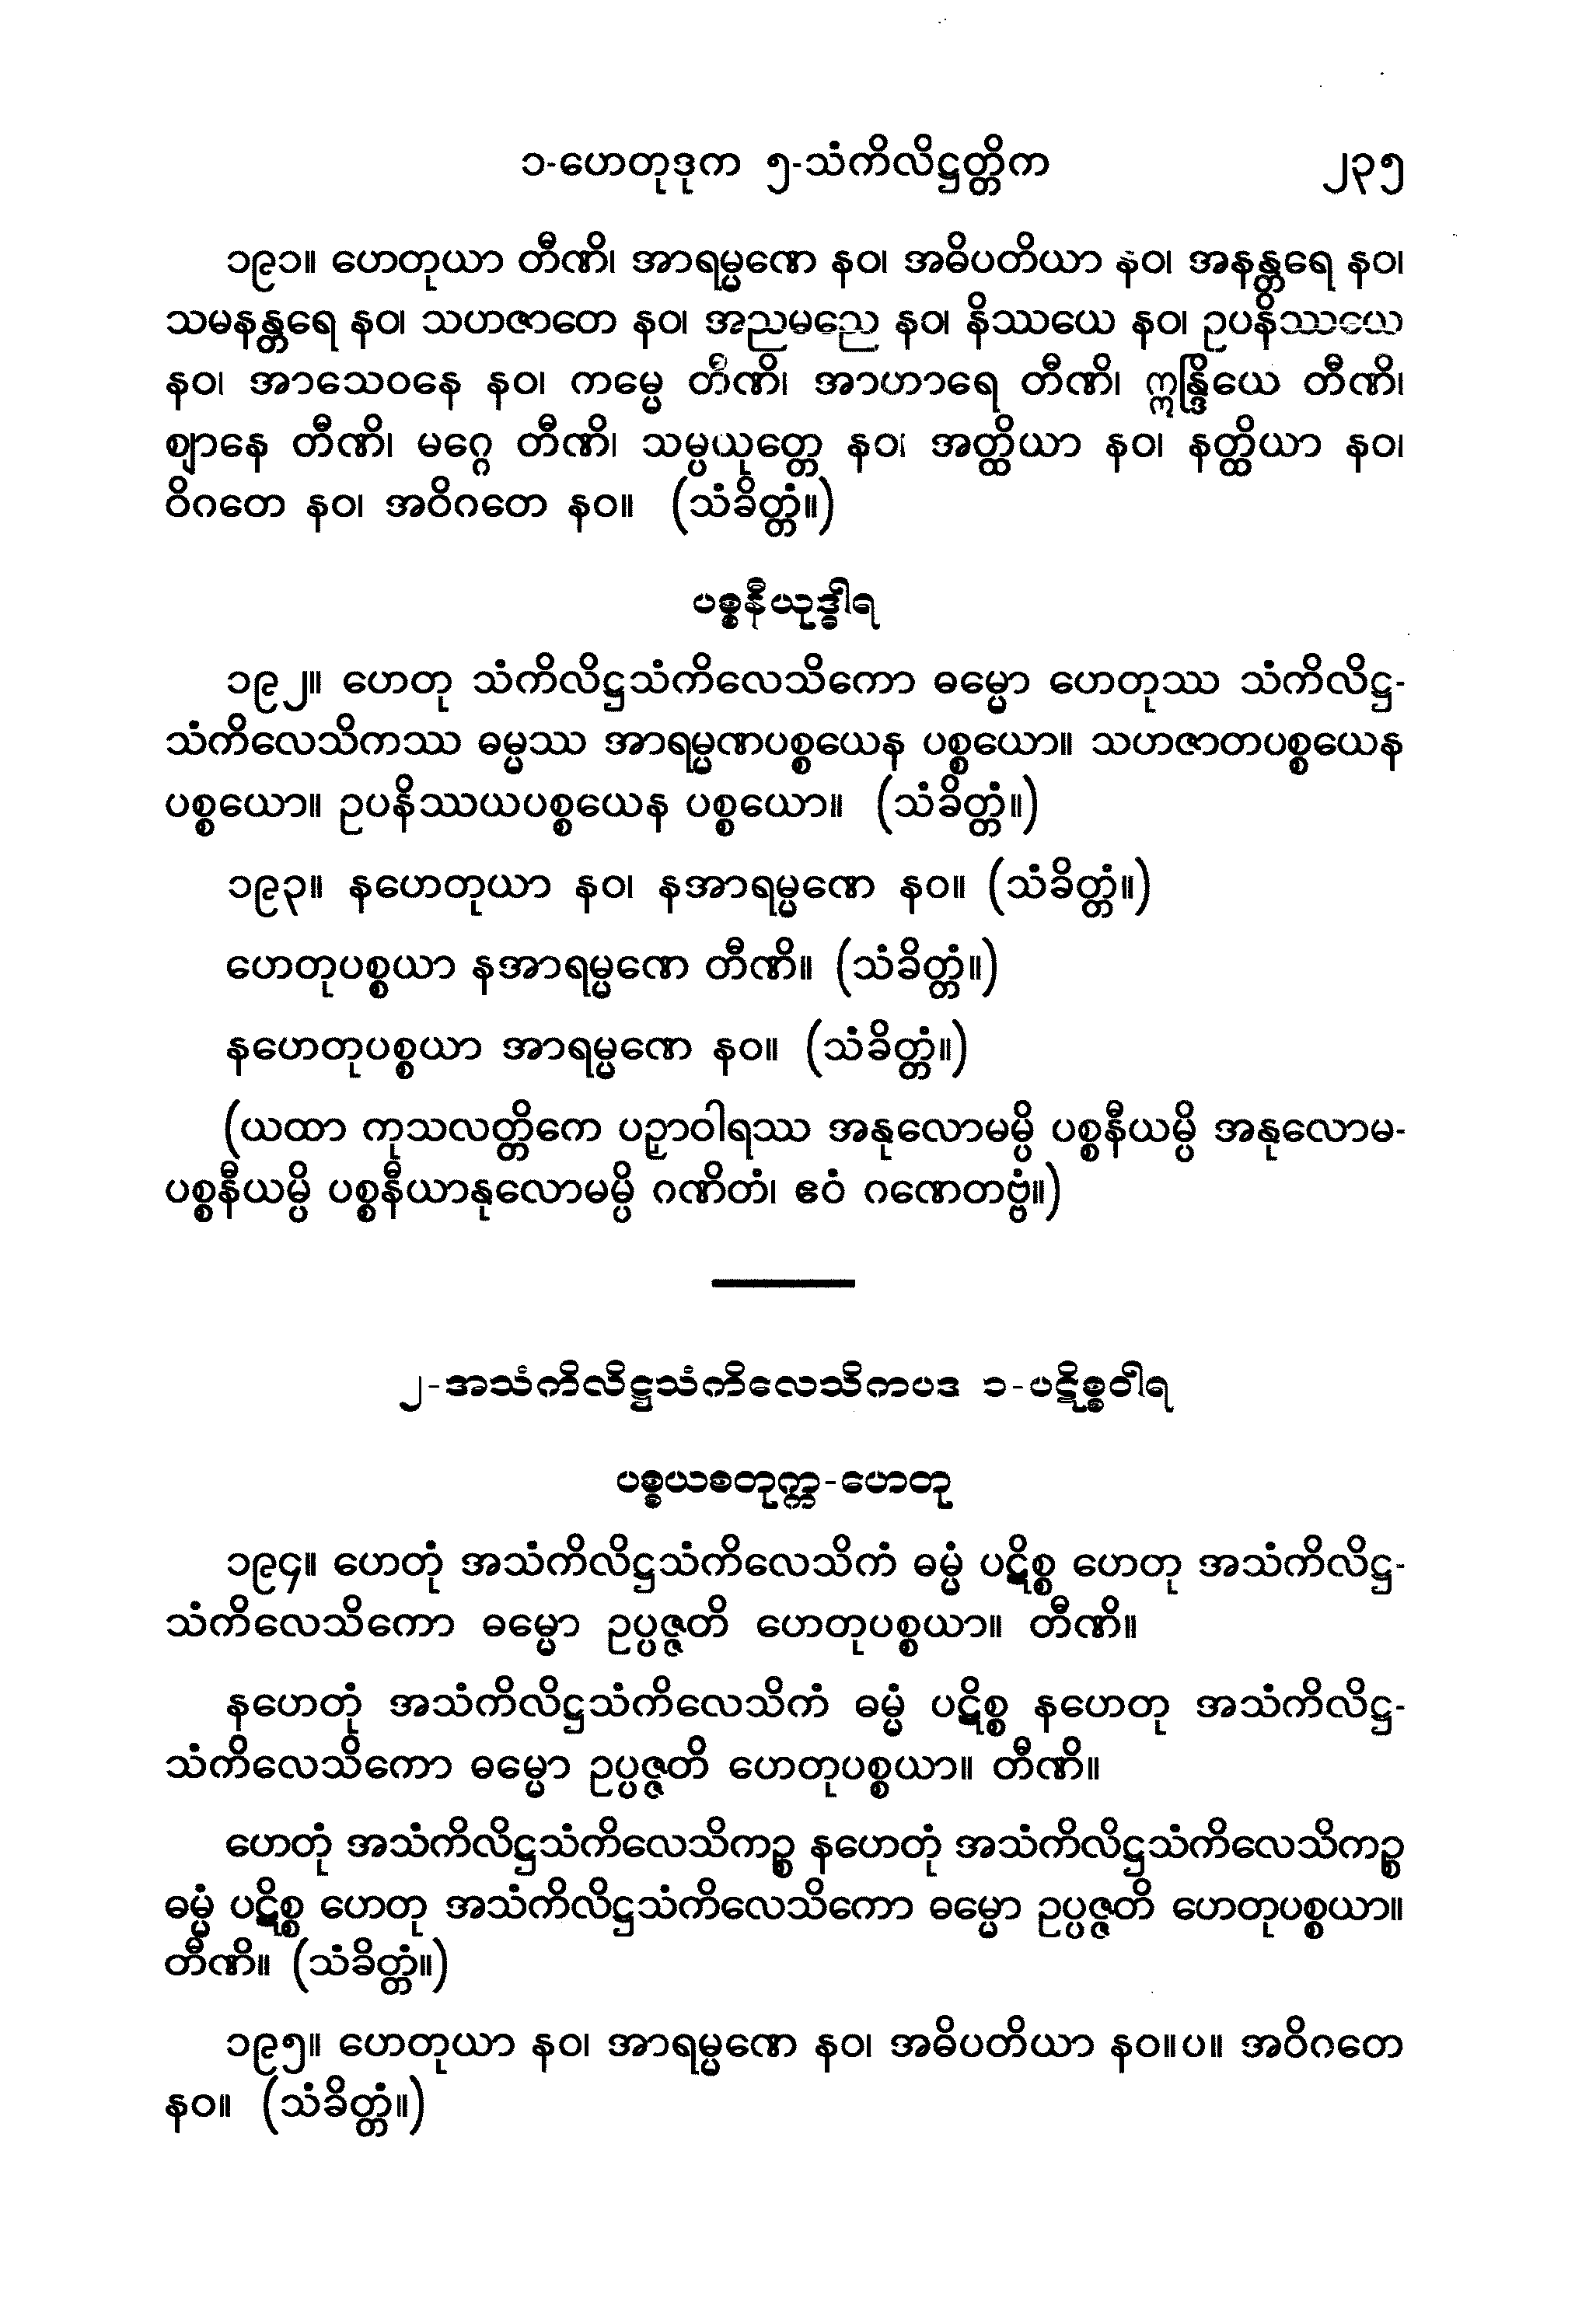 ၁-ဟေတုဒုက ၅-သံကိလိဋ္ဌတ္တိက ၂၃၅
၁၉၁။ ဟေတုယာ တီဏိ၊ အာရမ္မဏေ နဝ၊ အဓိပတိယာ နဝ၊ အနန္တရေ နဝ၊
သမနန္တရေ နဝ၊ သဟဇာတေ နဝ၊ အညမညေ နဝ၊ နိဿယေ နဝ၊ ဥပနိဿယေ
နဝ၊ အာသေဝနေ နဝ၊ ကမ္မေ တီဏိ၊ အာဟာရေ တီဏိ၊ ဣန္ဒြိယေ တီဏိ၊
ဈာနေ တီဏိ၊ မဂ္ဂေ တီဏိ၊ သမ္ပယုတ္တေ နဝ၊ အတ္ထိယာ နဝ၊ နတ္ထိယာ နဝ၊
ဝိဂတေ နဝ၊ အဝိဂတေ နဝ။ (သံခိတ္တံ။)
ပစ္စနီယုဒ္ဓါရ
၁၉၂။ ဟေတု သံကိလိဋ္ဌသံကိလေသိကော ဓမ္မော ဟေတုဿ သံကိလိဋ္ဌ-
သံကိလေသိကဿ ဓမ္မဿ အာရမ္မဏပစ္စယေန ပစ္စယော။ သဟဇာတပစ္စယေန
ပစ္စယော။ ဥပနိဿယပစ္စယေန ပစ္စယော။ (သံခိတ္တံ။)
၁၉၃။ နဟေတုယာ နဝ၊ နအာရမ္မဏေ နဝ။ (သံခိတ္တံ။)
ဟေတုပစ္စယာ နအာရမ္မဏေ တီဏိ။ (သံခိတ္တံ။)
နဟေတုပစ္စယာ အာရမ္မဏေ နဝ။ (သံခိတ္တံ။)
(ယထာ ကုသလတ္တိကေ ပဉှာဝါရဿ အနုလောမမ္ပိ ပစ္စနီယမ္ပိ အနုလောမ-
ပစ္စနီယမ္ပိ ပစ္စနီယာနုလောမမ္ပိ ဂဏိတံ၊ ဧဝံ ဂဏေတဗ္ဗံ။)
၂-အသံကိလိဋ္ဌသံကိလေသိကပဒ ၁-ပဋိစ္စဝါရ
ပစ္စယစတုက္က-ဟေတု
၁၉၄။ ဟေတုံ အသံကိလိဋ္ဌသံကိလေသိကံ ဓမ္မံ ပဋိစ္စ ဟေတု အသံကိလိဋ္ဌ-
သံကိလေသိကော ဓမ္မော ဥပ္ပဇ္ဇတိ ဟေတုပစ္စယာ။ တီဏိ။
နဟေတုံ အသံကိလိဋ္ဌသံကိလေသိကံ ဓမ္မံ ပဋိစ္စ နဟေတု အသံကိလိဋ္ဌ-
သံကိလေသိကော ဓမ္မော ဥပ္ပဇ္ဇတိ ဟေတုပစ္စယာ။ တီဏိ။
ဟေတုံ အသံကိလိဋ္ဌသံကိလေသိကဉ္စ နဟေတုံ အသံကိလိဋ္ဌသံကိလေသိကဉ္စ
ဓမ္မံ ပဋိစ္စ ဟေတု အသံကိလိဋ္ဌသံကိလေသိကော ဓမ္မော ဥပ္ပဇ္ဇတိ ဟေတုပစ္စယာ။
တီဏိ။ (သံခိတ္တံ။)
၁၉၅။ ဟေတုယာ နဝ၊ အာရမ္မဏေ နဝ၊ အဓိပတိယာ နဝ။ပ။ အဝိဂတေ
နဝ။ (သံခိတ္တံ။)